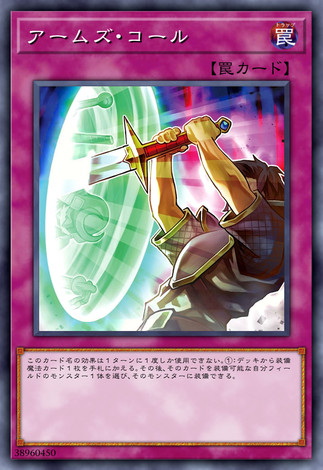 アームズ・コール
トラップ
罠
【罠カード】
このカード名の効果は1ターンに1度しか使用できない。①：デッキから装備
魔法カード1枚を手札に加える。その後、そのカードを装備可能な自分フィー
ルドのモンスター1体を選び、そのモンスターに装備できる。
38960450